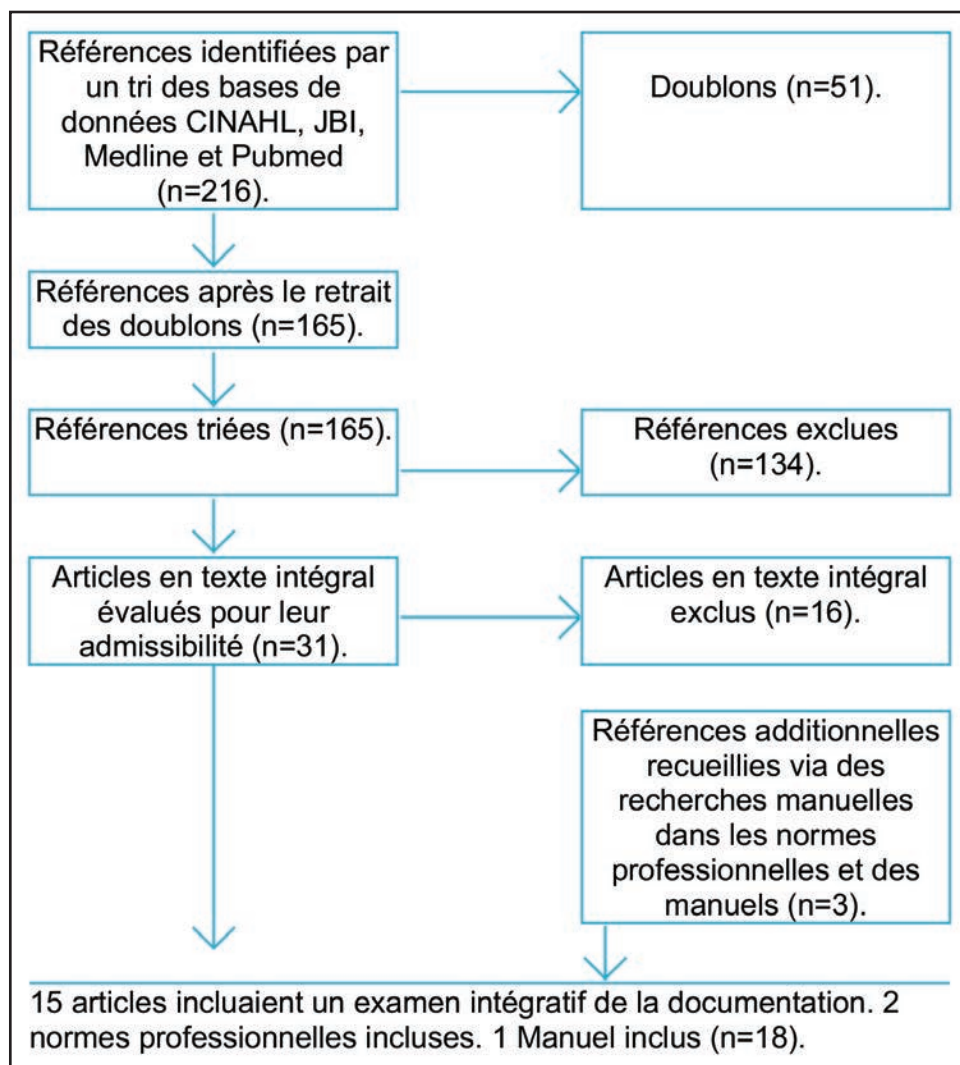 Références identifiées par
un tri des bases de
données CINAHL, JBI,
Medline et Pubmed
(n=216).
Doublons (n=51).
Références après le retrait
des doublons (n=165).
Références triées (n=165).
Références exclues
(n=134).
Articles en texte intégral
évalués pour leur
admissibilité (n=31).
Articles en texte intégral
exclus (n=16).
Références additionnelles
recueillies via des
recherches manuelles
dans les normes
professionnelles et des
manuels (n=3).
15 articles incluaient un examen intégratif de la documentation. 2
normes professionnelles incluses. 1 Manuel inclus (n=18).